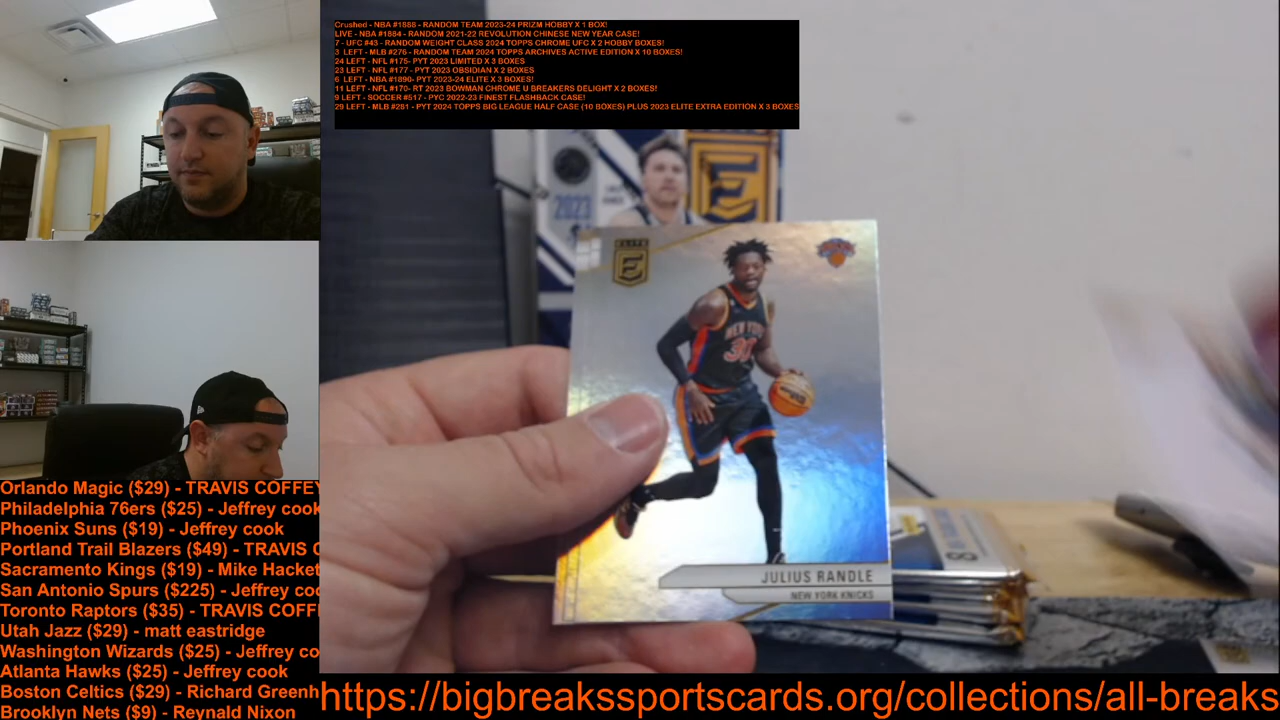 Crushed - NBA #1888 - RANDOM TEAM 2023-24 PRIZM HOBBY X 1 BOX!
LIVE - NBA #1884 - RANDOM 2021-22 REVOLUTION CHINESE NEW YEAR CASE!
7 - UFC #43 - RANDOM WEIGHT CLASS 2024 TOPPS CHROME UFC X 2 HOBBY BOXES!
3 LEFT - MLB #276 - RANDOM TEAM 2024 TOPPS ARCHIVES ACTIVE EDITION X 10 BOXES!
24 LEFT - NFL #175- PYT 2023 LIMITED X 3 BOXES
23 LEFT - NFL #177 - PYT 2023 OBSIDIAN X 2 BOXES
6 LEFT - NBA #1890- PYT 2023-24 ELITE X 3 BOXES!
11 LEFT - NFL #170- RT 2023 BOWMAN CHROME U BREAKERS DELIGHT X 2 BOXES!
9 LEFT - SOCCER #517 - PYC 2022-23 FINEST FLASHBACK CASE!
29 LEFT - MLB #281 - PYT 2024 TOPPS BIG LEAGUE HALF CASE (10 BOXES) PLUS 2023 ELITE EXTRA EDITION X 3 BOXES
2023
E
ELITE
E
NEW YORK
30
JULIUS RANDLE
NEW YORK KNICKS
Orlando Magic ($29) - TRAVIS COFFEY
Philadelphia 76ers ($25) - Jeffrey cook
Phoenix Suns ($19) - Jeffrey cook
Portland Trail Blazers ($49) - TRAVIS C
Sacramento Kings ($19) - Mike Hacket
San Antonio Spurs ($225) - Jeffrey coo
Toronto Raptors ($35) - TRAVIS COFFI
Utah Jazz ($29) - matt eastridge
Washington Wizards ($25) - Jeffrey co
Atlanta Hawks ($25) - Jeffrey cook
Boston Celtics ($29) - Richard Greenh
Brooklyn Nets ($9) - Reynald Nixon
https://bigbreakssportscards.org/collections/all-breaks